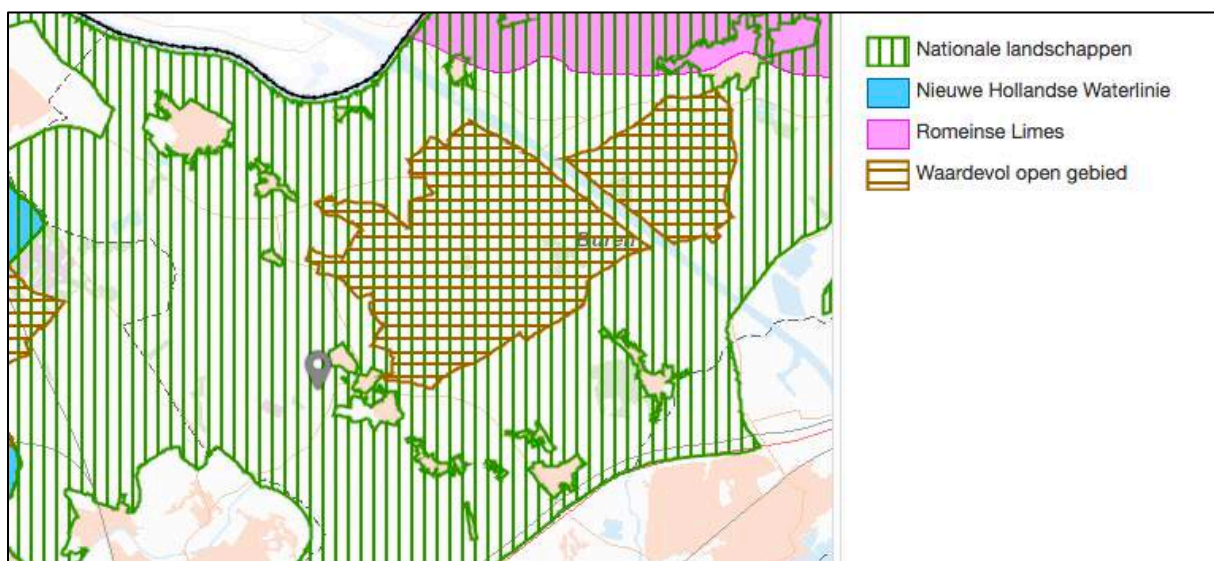 Nationale landschappen
Nieuwe Hollandse Waterlinie
Romeinse Limes
Waardevol open gebied
Buren